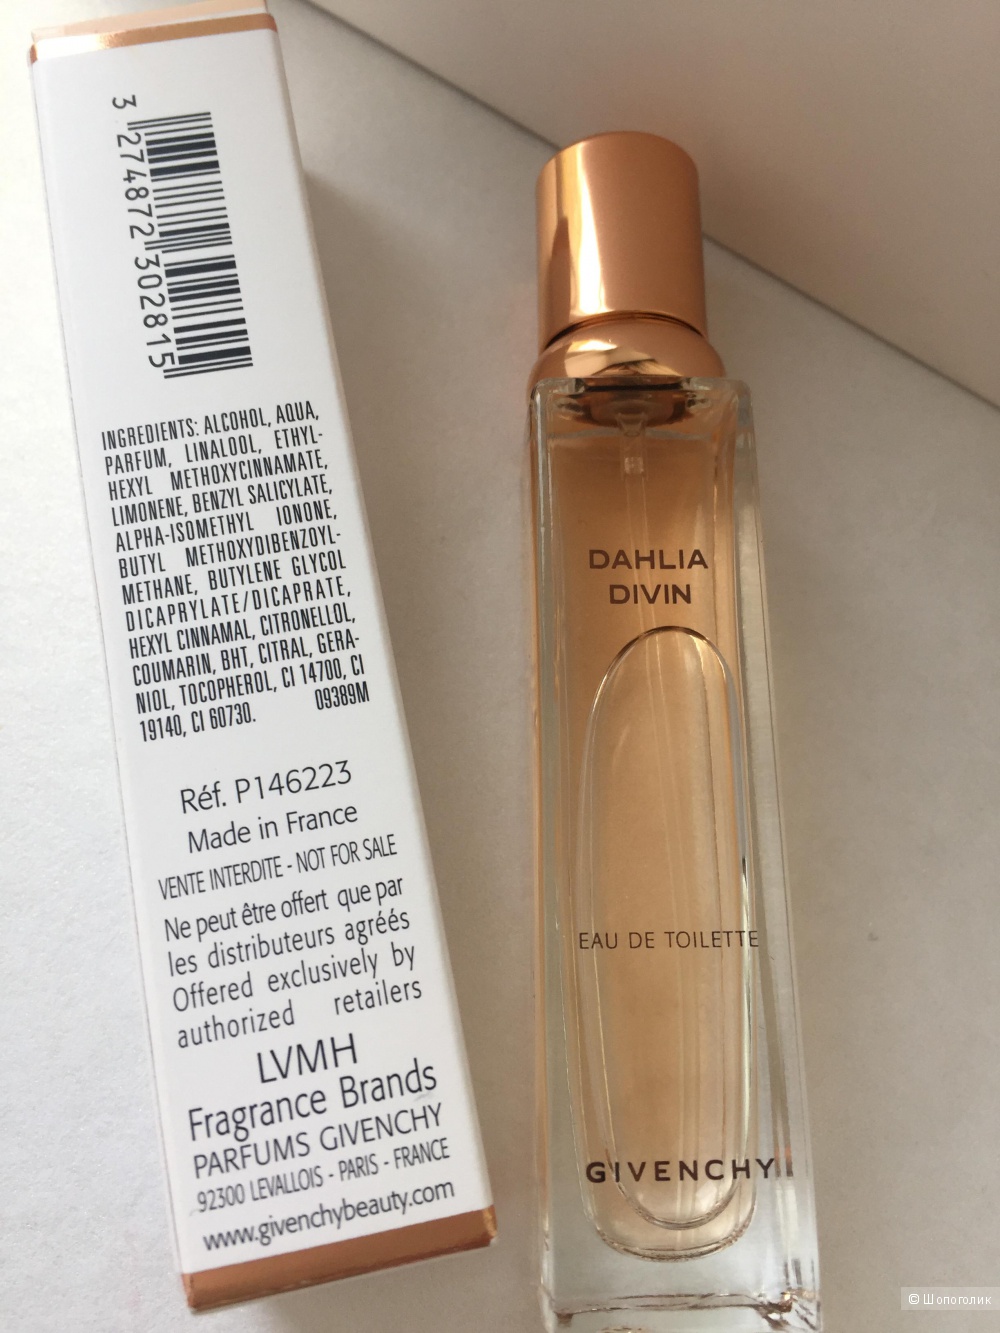 3 274872 302815
INGREDIENTS: ALCOHOL, AQUA,
PARFUM, LINALOOL, ETHYL-
HEXYL METHOXYCINNAMATE,
LIMONENE, BENZYL SALICYLATE,
ALPHA-ISOMETHYL IONONE,
BUTYL METHOXYDIBENZOYL-
METHANE, BUTYLENE GLYCOL
DICAPRYLATE/DICAPRATE,
HEXYL CINNAMAL, CITRONELLOL,
COUMARIN, BHT, CITRAL, GERA-
NIOL, TOCOPHEROL, CI 14700, CI
19140, CI 60730. 09389M
Réf. P146223
Made in France
VENTE INTERDITE - NOT FOR SALE
Ne peut être offert que par
les distributeurs agréés
Offered exclusively by
authorized retailers
LVMH
Fragrance Brands
PARFUMS GIVENCHY
92300 LEVALLOIS - PARIS - FRANCE
www.givenchybeauty.com
DAHLIA
DIVIN
EAU DE TOILETTE
GIVENCHY
© Шопоголик